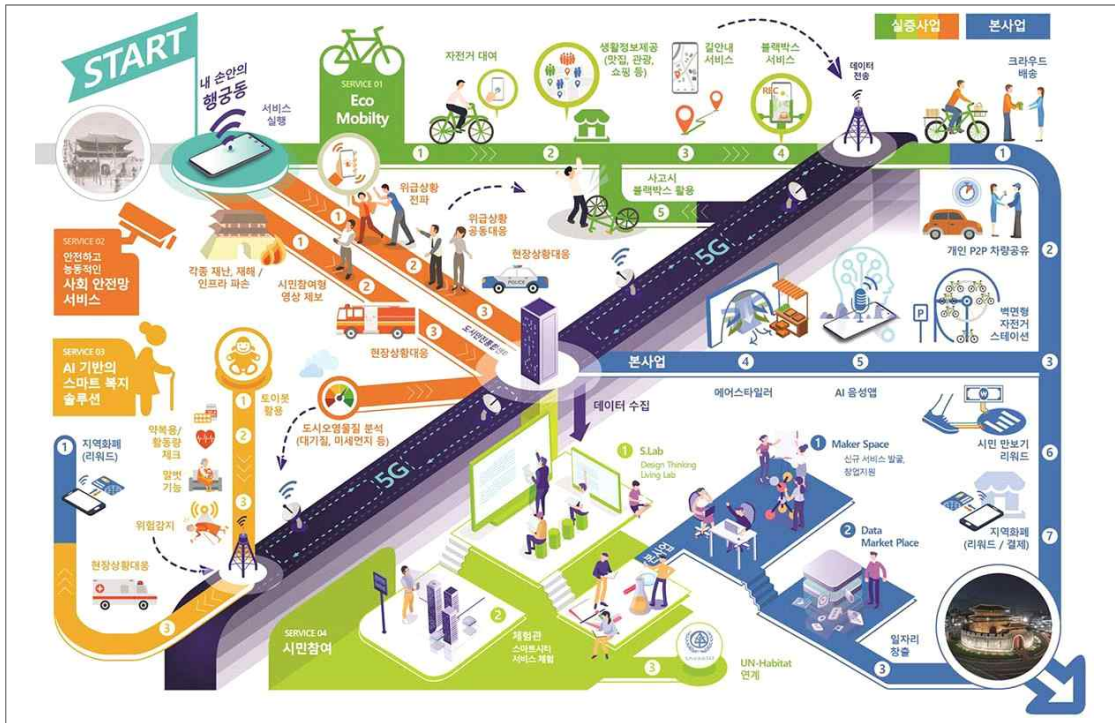 실증사업
본사업
START
내 손안의
행궁동
서비스
실행
SERVICE 01
Eco
Mobilty
자전거 대여
생활정보제공
(맛집, 관광,
쇼핑 등)
길안내
서비스
블랙박스
서비스
REC
데이터
전송
크라우드
배송
1
2
3
4
1
사고시
블랙박스 활용
5
SERVICE 02
안전하고
능동적인
사회 안전망
서비스
각종 재난, 재해 /
인프라 파손
위급상황
전파
위급상황
공동대응
현장상황대응
POLICE
1
2
3
1
2
3
시민참여형
영상 제보
현장상황대응
도시안전통합센터
5G
개인 P2P 차량공유
2
P
벽면형
자전거
스테이션
본사업
4
5
3
에어스타일러
AI 음성앱
SERVICE 03
AI 기반의
스마트 복지
솔루션
토이봇
활용
1
약복용/
활동량
체크
2
말벗
기능
3
위험감지
1
지역화폐
(리워드)
현장상황대응
3
도시오염물질 분석
(대기질, 미세먼지 등)
5G
데이터 수집
W
시민 만보기
리워드
6
지역화폐
(리워드 / 결제)
7
1
S.Lab
Design Thinking
Living Lab
1
Maker Space
신규 서비스 발굴,
창업지원
2
Data
Market Place
본사업
일자리
창출
3
SERVICE 04
시민참여
2
체험관
스마트시티
서비스 체험
3
UN-Habitat
연계